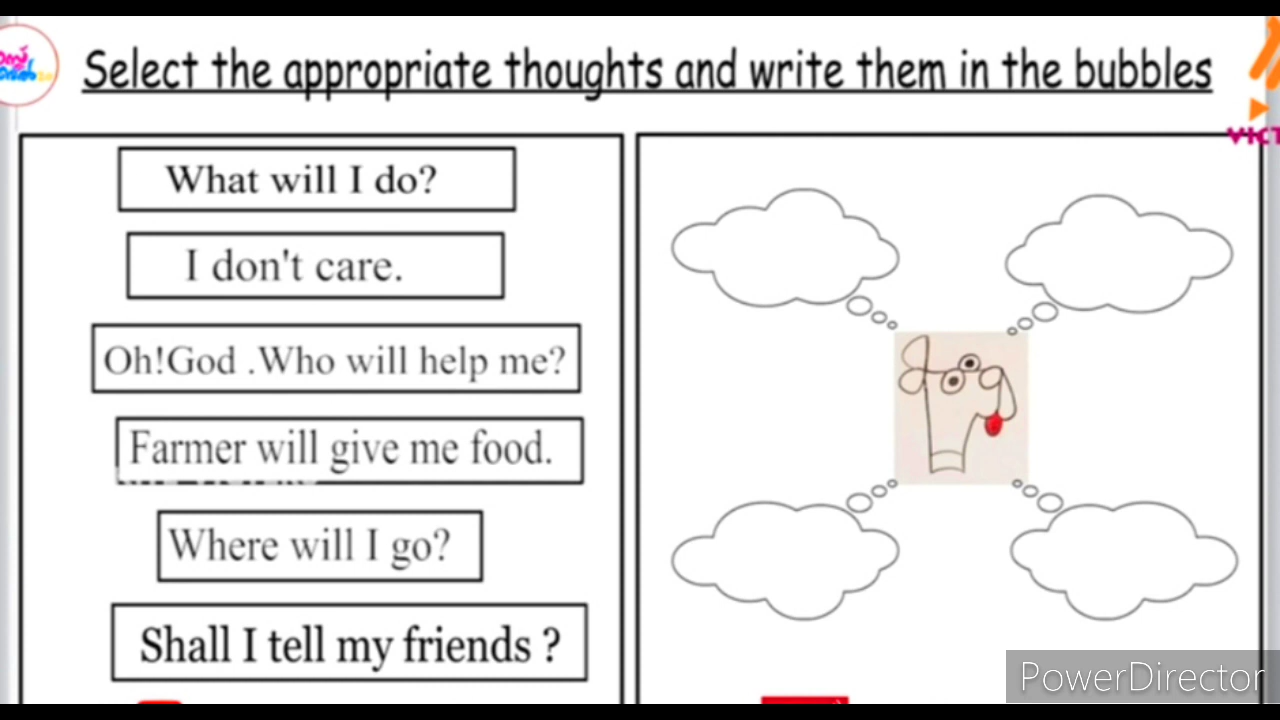 Select the appropriate thoughts and write them in the bubbles
VICT
What will I do?
I don't care.
Oh!God .Who will help me?
Farmer will give me food.
Where will I go?
Shall I tell my friends ?
PowerDirector